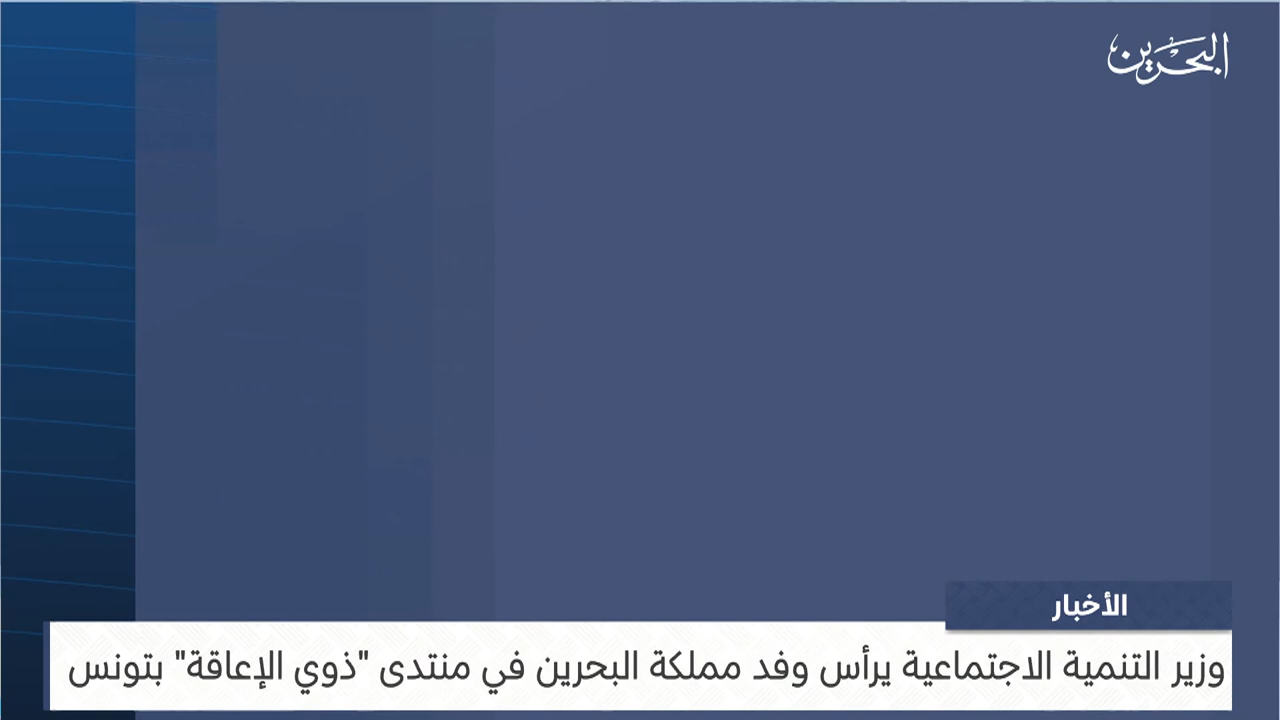 البحرين
الأخبار
وزير التنمية الاجتماعية يرأس وفد مملكة البحرين في منتدى "ذوي الإعاقة" بتونس